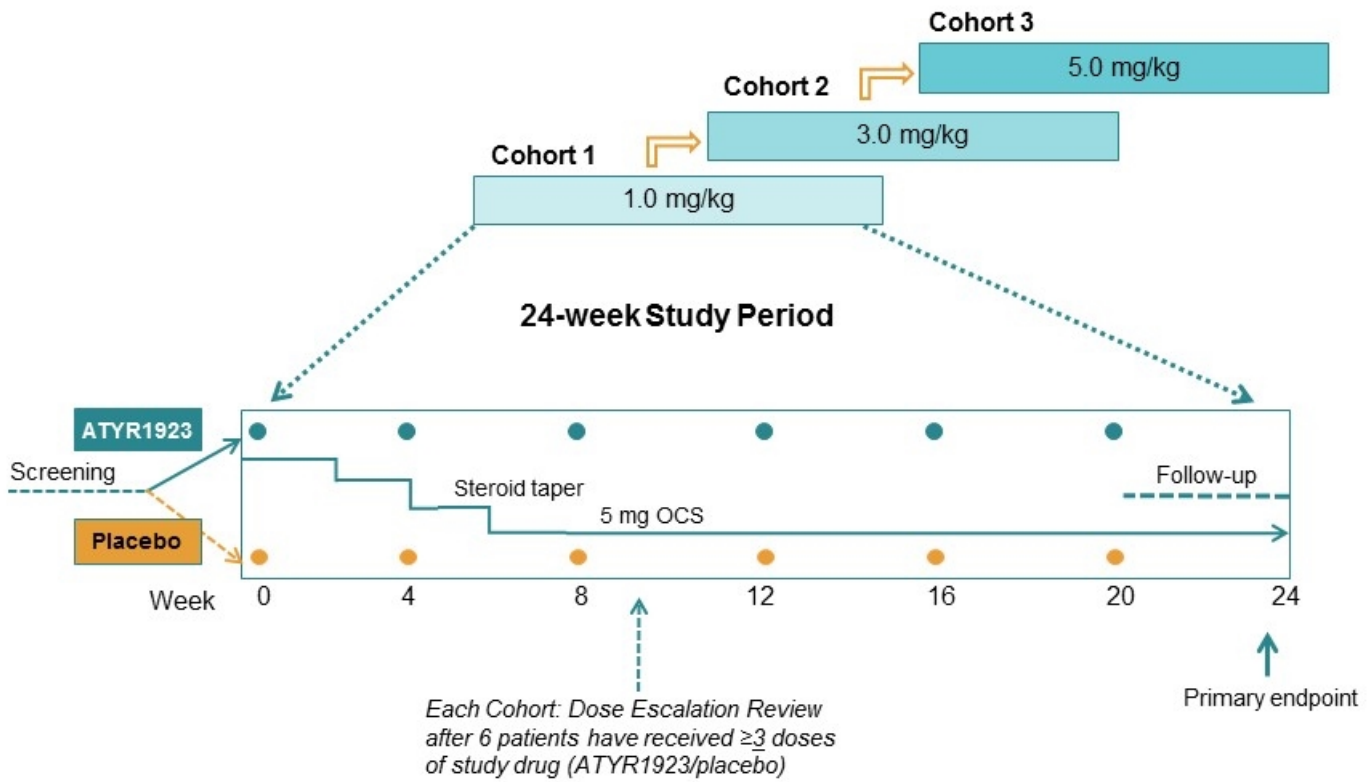 Cohort 3
5.0 mg/kg
Cohort 2
3.0 mg/kg
Cohort 1
1.0 mg/kg
24-week Study Period
ATYR1923
Screening
Follow-up
Steroid taper
5 mg OCS
Placebo
Week 0 4 8 12 16 20 24
Primary endpoint
Each Cohort: Dose Escalation Review
after 6 patients have received ≥3 doses
of study drug (ATYR1923/placebo)